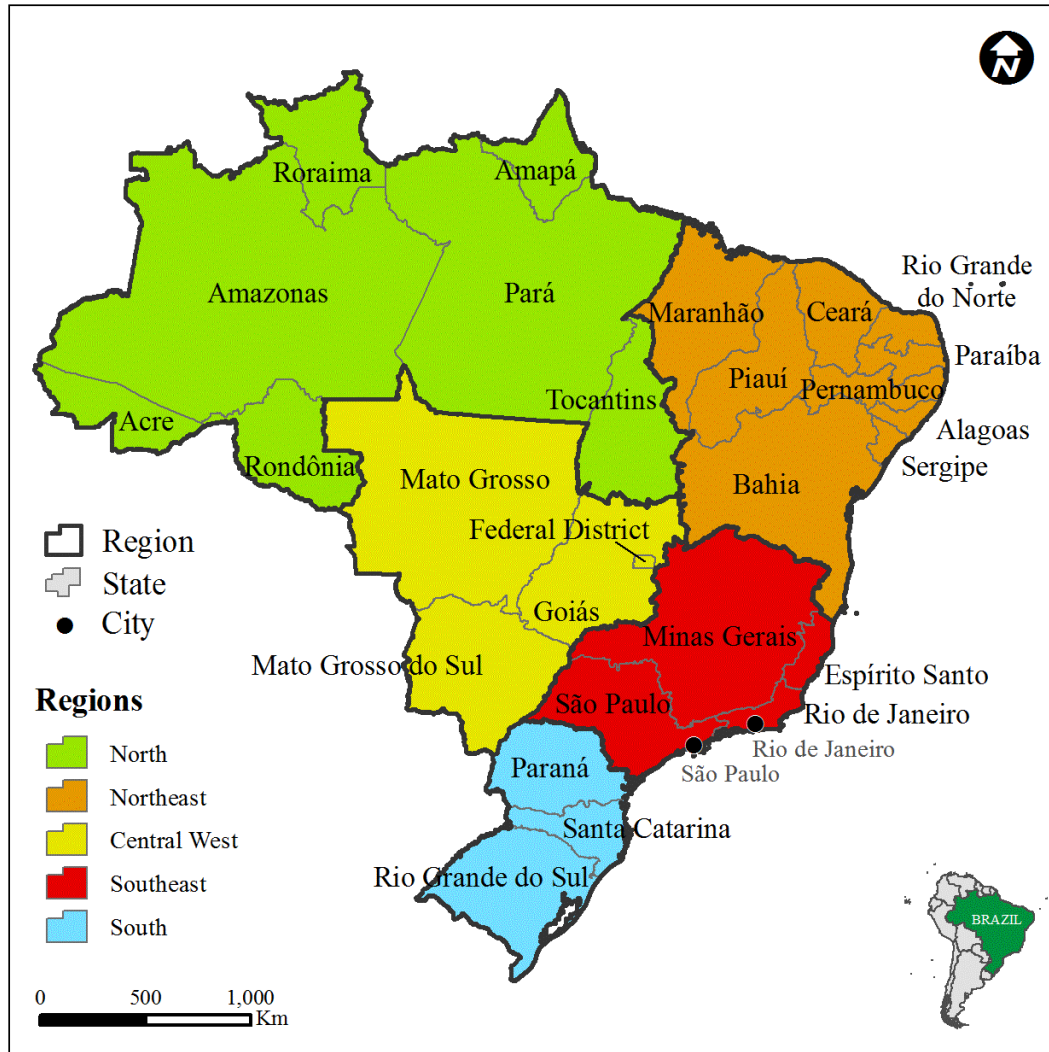 N
Roraima
Amapá
Amazonas
Pará
Maranhão
Ceará
Rio Grande
do Norte
Paraíba
Piauí
Pernambuco
Tocantins
Acre
Alagoas
Rondônia
Sergipe
Mato Grosso
Bahia
Federal District
Goiás
Minas Gerais
Mato Grosso do Sul
Espírito Santo
São Paulo
Rio de Janeiro
Rio de Janeiro
São Paulo
Paraná
Santa Catarina
Rio Grande do Sul
Region
State
City
Regions
North
Northeast
Central West
Southeast
South
0 500 1,000
Km
BRAZIL